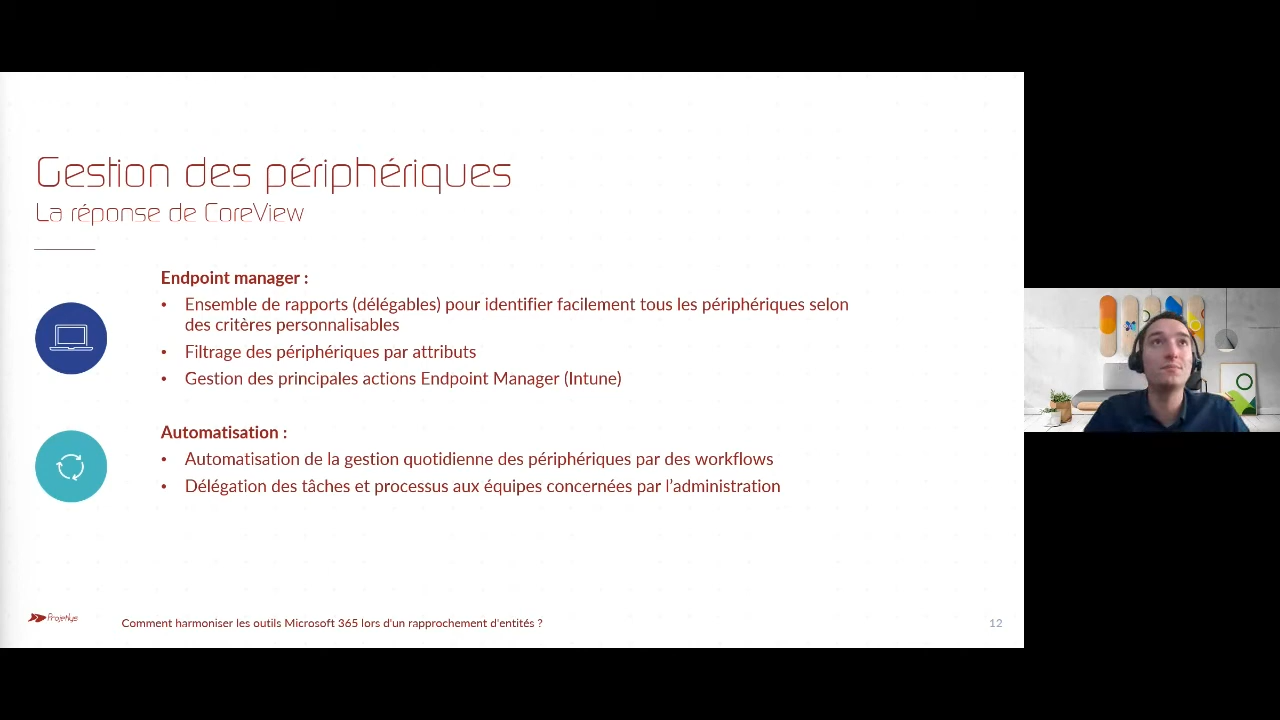 Gestion des périphériques
La réponse de CoreView
Endpoint manager :
• Ensemble de rapports (délégables) pour identifier facilement tous les périphériques selon
des critères personnalisables
• Filtrage des périphériques par attributs
• Gestion des principales actions Endpoint Manager (Intune)
Automatisation :
• Automatisation de la gestion quotidienne des périphériques par des workflows
• Délégation des tâches et processus aux équipes concernées par l'administration
Projetlys
Comment harmoniser les outils Microsoft 365 lors d'un rapprochement d'entités ?
12